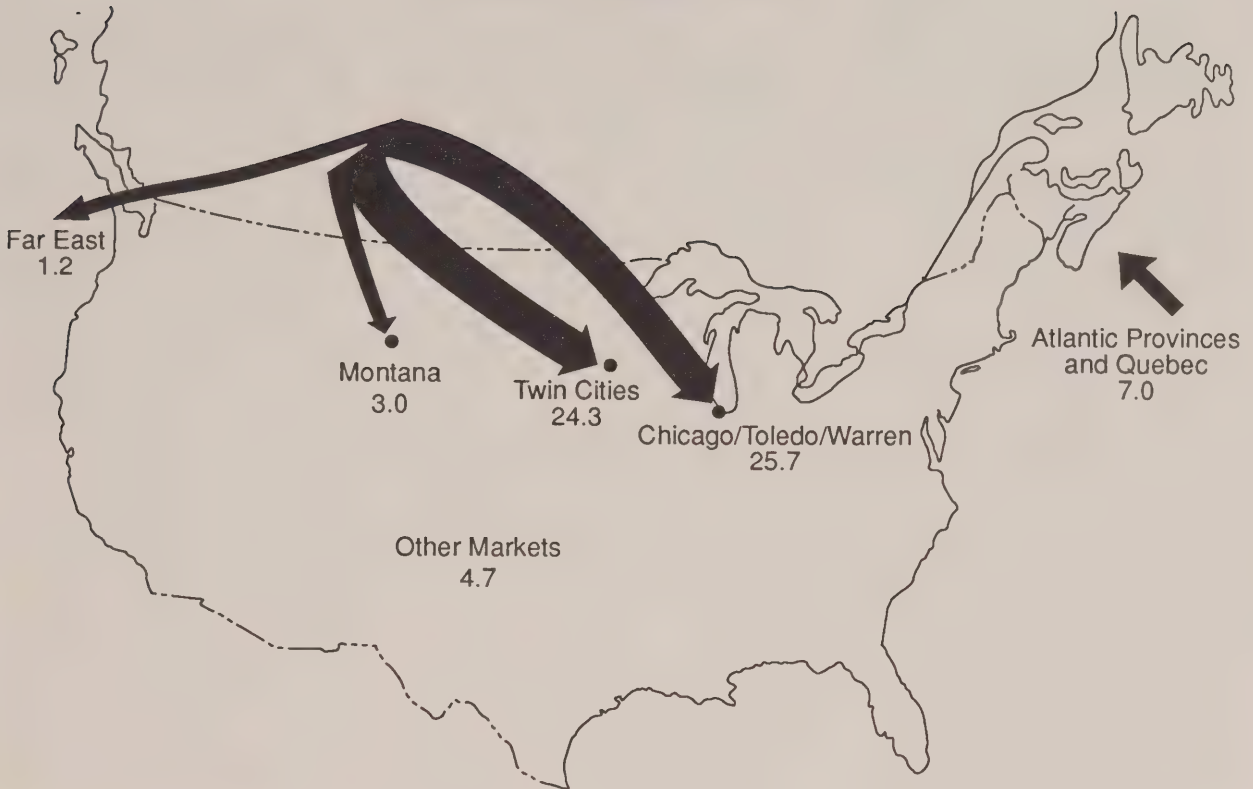 Far East
1.2
Montana
3.0
Twin Cities
24.3
Chicago/Toledo/Warren
25.7
Atlantic Provinces
and Quebec
7.0
Other Markets
4.7